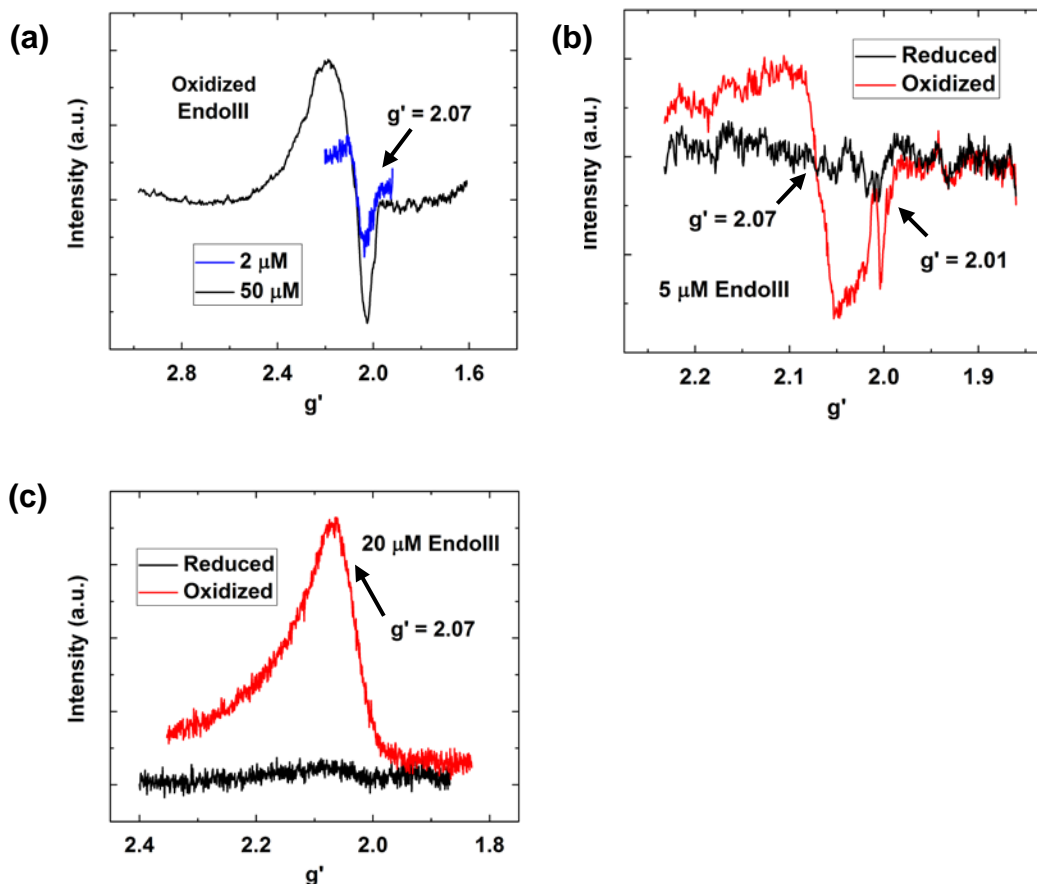 (a)
Oxidized
EndoIII
g' = 2.07
2 μM
50 μM
Intensity (a.u.)
2.8 2.4 2.0 1.6
g'
(b)
Reduced
Oxidized
g' = 2.07
g' = 2.01
5 μM EndoIII
Intensity (a.u.)
2.2 2.1 2.0 1.9
g'
(c)
20 μM EndoIII
Reduced
Oxidized
g' = 2.07
Intensity (a.u.)
2.4 2.2 2.0 1.8
g'